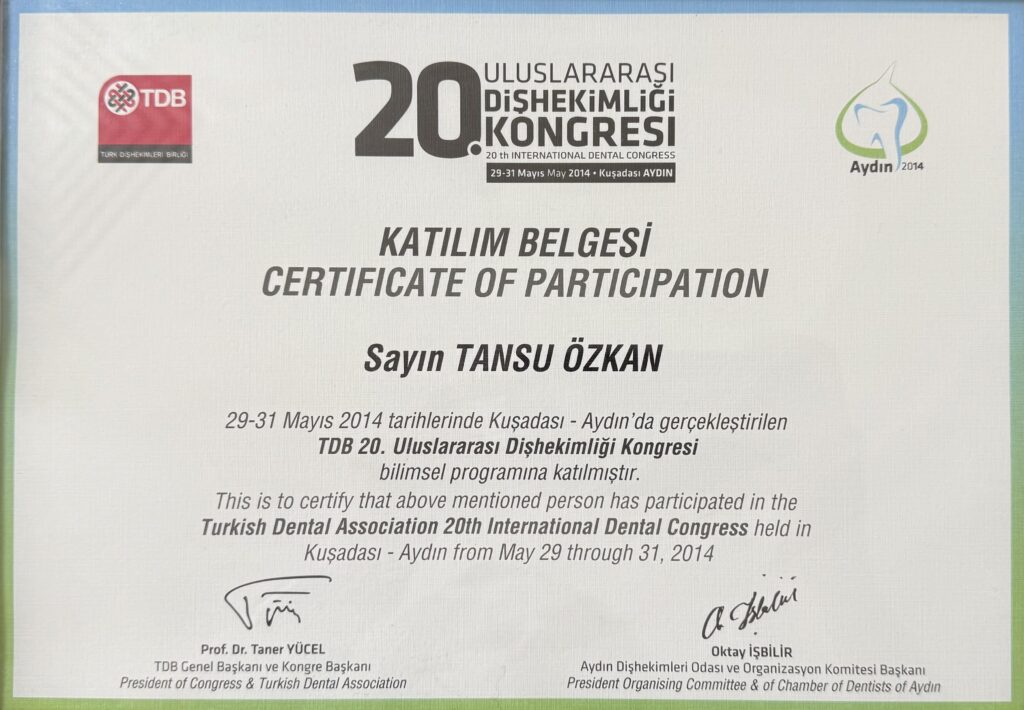 TDB
TÜRK DİŞHEKİMLERİ BİRLİĞİ
20. ULUSLARARASI
DİŞHEKİMLİĞİ
KONGRESİ
20 th INTERNATIONAL DENTAL CONGRESS
29-31 Mayıs May 2014 • Kuşadası AYDIN
Aydın 2014
KATILIM BELGESİ
CERTIFICATE OF PARTICIPATION
Sayın TANSU ÖZKAN
29-31 Mayıs 2014 tarihlerinde Kuşadası - Aydın'da gerçekleştirilen
TDB 20. Uluslararası Dişhekimliği Kongresi
bilimsel programına katılmıştır.
This is to certify that above mentioned person has participated in the
Turkish Dental Association 20th International Dental Congress held in
Kuşadası - Aydın from May 29 through 31, 2014
Prof. Dr. Taner YÜCEL
TDB Genel Başkanı ve Kongre Başkanı
President of Congress & Turkish Dental Association
Oktay İŞBİLİR
Aydın Dişhekimleri Odası ve Organizasyon Komitesi Başkanı
President Organising Committee & of Chamber of Dentists of Aydın